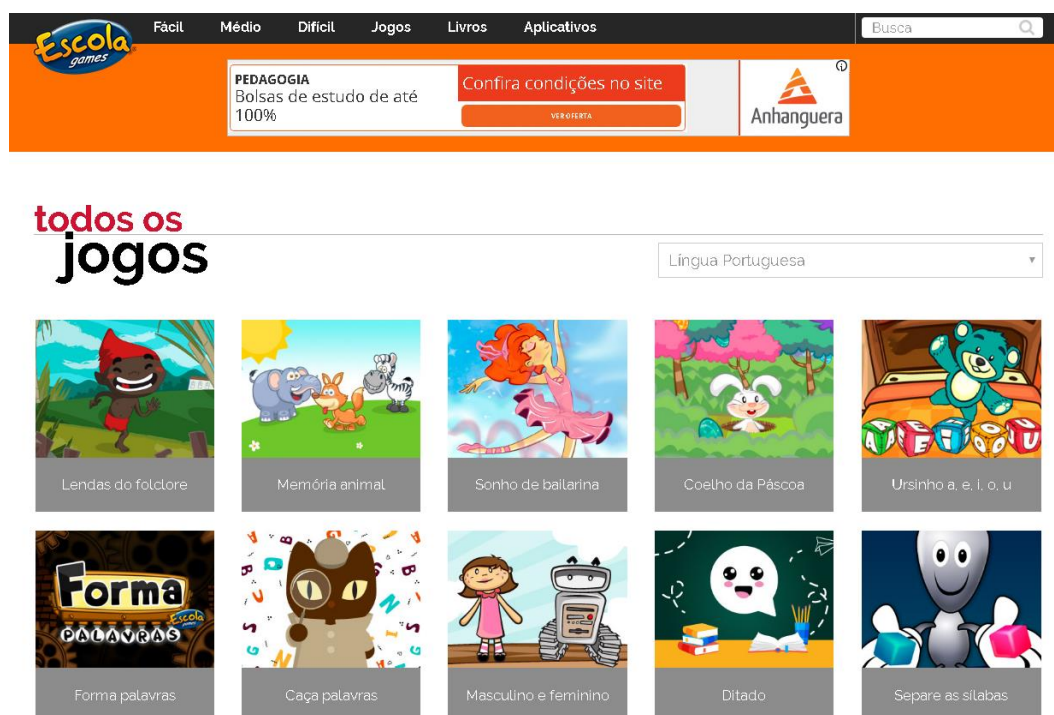 Escola
games
Fácil Médio Difícil Jogos Livros Aplicativos
Busca
PEDAGOGIA
Bolsas de estudo de até
100%
Confira condições no site
VER OFERTA
Anhanguera
todos os
jogos
Língua Portuguesa
A E I O U
Lendas do folclore
Memória animal
Sonho de bailarina
Coelho da Páscoa
Ursinho a, e, i, o, u
Forma
Escola
PALAVRAS
Forma palavras
Caça palavras
Masculino e feminino
Ditado
Separe as sílabas